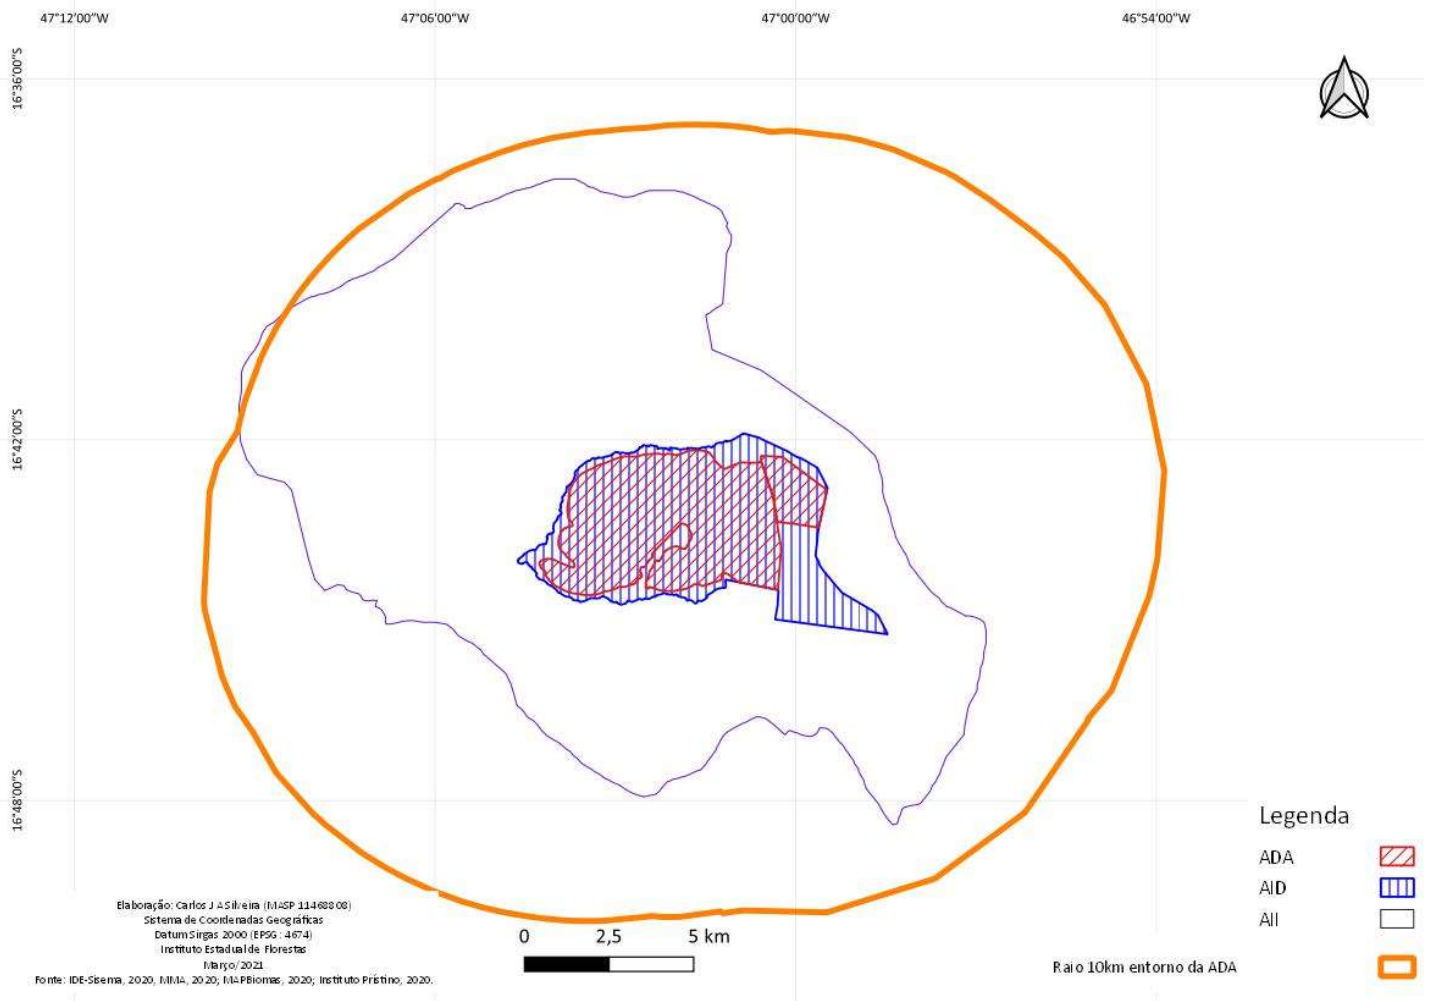 47°12'00"W 47°06'00"W 47°00'00"W 46°54'00"W
16°36'00"S
16°42'00"S
16°48'00"S
Legenda
ADA
AID
AII
Raio 10km entorno da ADA
0 2,5 5 km
Elaboração: Carlos J A Silveira (MASP 11468808)
Sistema de Coordenadas Geográficas
Datum Sirgas 2000 (EPSG: 4674)
Instituto Estadual de Florestas
Março/2021
Fonte: IDE-Sisema, 2020, MMA, 2020; MAPBiomas, 2020; Instituto Prístino, 2020.